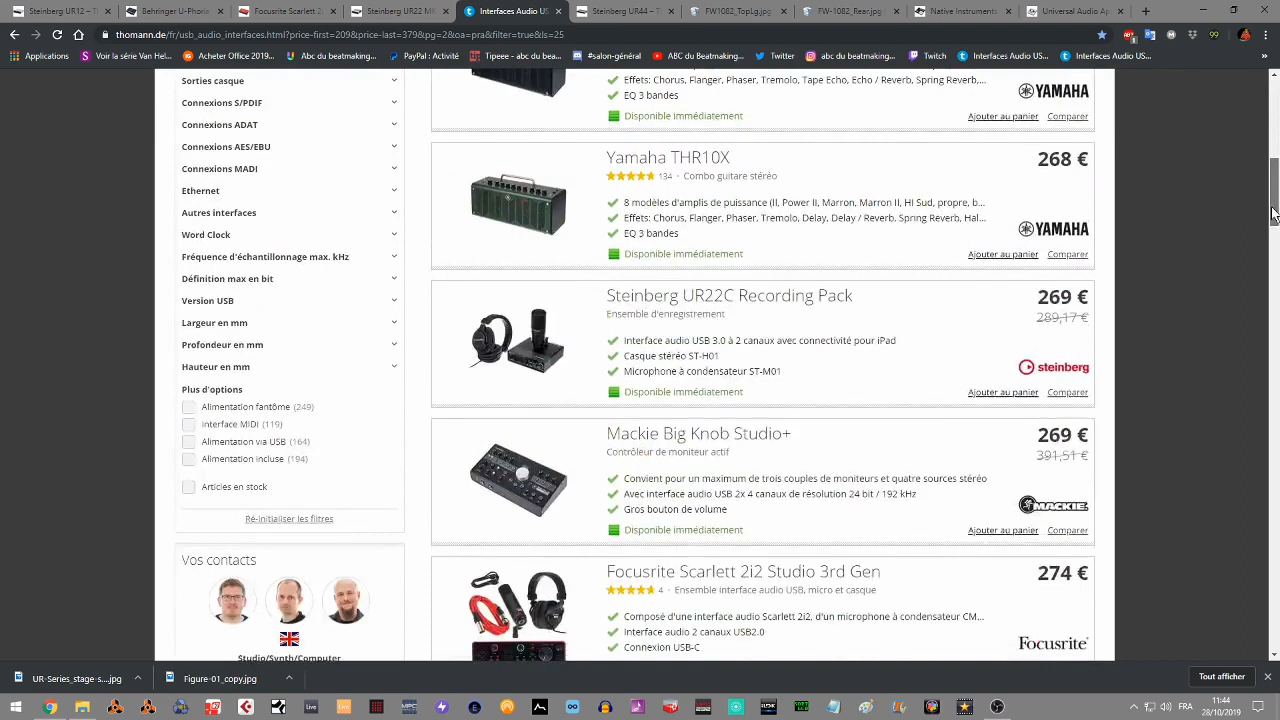 Steinberg UR12 – T
Behringer U-Phoria
Focusrite Scarlett 2i
Steinberg UR22 MK
Interfaces Audio US
Steinberg UR44 – T
FW1082_TopLg.jpg
FW-1082_Rear.jpg
Native Instruments
Universal Audio Ap
thomann.de/fr/usb_audio_interfaces.html?price-first=209&price-last=379&pg=2&oa=pra&filter=true&ls=25
Applications
Voir la série Van Hel...
Acheter Office 2019...
Abc du beatmaking...
PayPal : Activité
Tipeee - abc du bea...
#salon-général
ABC du Beatmaking...
Twitter
ABC du beatmaking...
Twitch
Interfaces Audio US...
Interfaces Audio US...
»
Sorties casque
Connexions S/PDIF
Connexions ADAT
Connexions AES/EBU
Connexions MADI
Ethernet
Autres interfaces
Word Clock
Fréquence d'échantillonnage max. kHz
Définition max en bit
Version USB
Largeur en mm
Profondeur en mm
Hauteur en mm
Plus d'options
Alimentation fantôme (249)
Interface MIDI (119)
Alimentation via USB (164)
Alimentation incluse (194)
Articles en stock
Ré-initialiser les filtres
Vos contacts
Studio/Synth/Computer
Effets: Chorus, Flanger, Phaser, Tremolo, Tape Echo, Echo / Reverb, Spring Reverb,...
EQ 3 bandes
YAMAHA
Disponible immédiatement
Ajouter au panier Comparer
Yamaha THR10X
268 €
134 · Combo guitare stéréo
8 modèles d'amplis de puissance (II, Power II, Marron, Marron II, HI Sud, propre, b...
Effets: Chorus, Flanger, Phaser, Tremolo, Delay, Delay / Reverb, Spring Reverb, Hal...
EQ 3 bandes
YAMAHA
Disponible immédiatement
Ajouter au panier Comparer
Steinberg UR22C Recording Pack
269 €
Ensemble d'enregistrement
289,17 €
Interface audio USB 3.0 à 2 canaux avec connectivité pour iPad
Casque stéréo ST-H01
Microphone à condensateur ST-M01
steinberg
Disponible immédiatement
Ajouter au panier Comparer
Mackie Big Knob Studio+
269 €
Contrôleur de moniteur actif
391,51 €
Convient pour un maximum de trois couples de moniteurs et quatre sources stéréo
Avec interface audio USB 2x 4 canaux de résolution 24 bit / 192 kHz
Gros bouton de volume
MACKIE.
Disponible immédiatement
Ajouter au panier Comparer
Focusrite Scarlett 2i2 Studio 3rd Gen
274 €
4 · Ensemble interface audio USB, micro et casque
Composé d'une interface audio Scarlett 2i2, d'un microphone à condensateur CM...
Interface audio 2 canaux USB2.0
Connexion USB-C
Focusrite
UR-Series_stage-s....jpg
Figure-01_copy.jpg
Tout afficher
FRA
11:44
28/10/2019